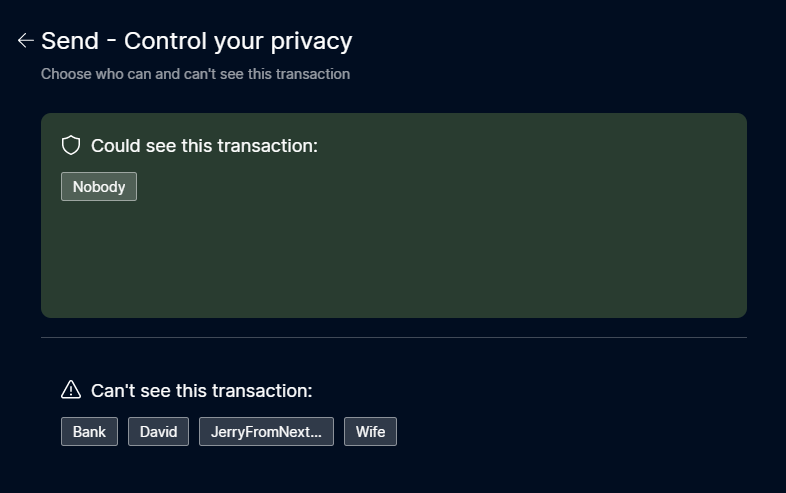 Send - Control your privacy
Choose who can and can't see this transaction
Could see this transaction:
Nobody
Can't see this transaction:
Bank David JerryFromNext... Wife